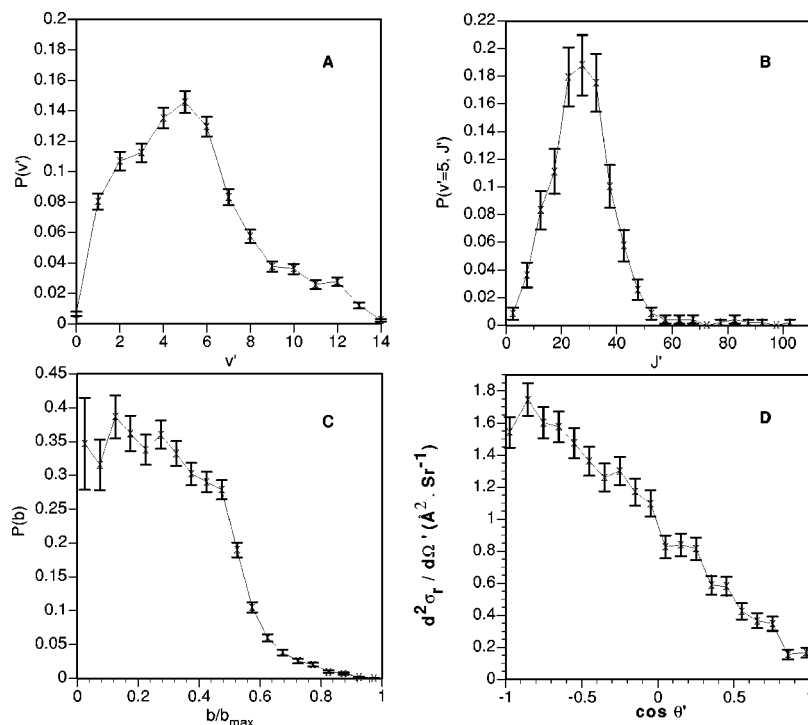 A
P(v')
0.2
0.18
0.16
0.14
0.12
0.1
0.08
0.06
0.04
0.02
0
0 2 4 6 8 10 12 14
v'
B
P(v'=5, J')
0.22
0.2
0.18
0.16
0.14
0.12
0.1
0.08
0.06
0.04
0.02
0
0 20 40 60 80 100
J'
C
P(b)
0.45
0.4
0.35
0.3
0.25
0.2
0.15
0.1
0.05
0
0 0.2 0.4 0.6 0.8 1
b/bmax
D
d²σr / dΩ ' (Å² . Sr⁻¹)
1.8
1.6
1.4
1.2
1
0.8
0.6
0.4
0.2
0
-1 -0.5 0 0.5 1
cos θ'